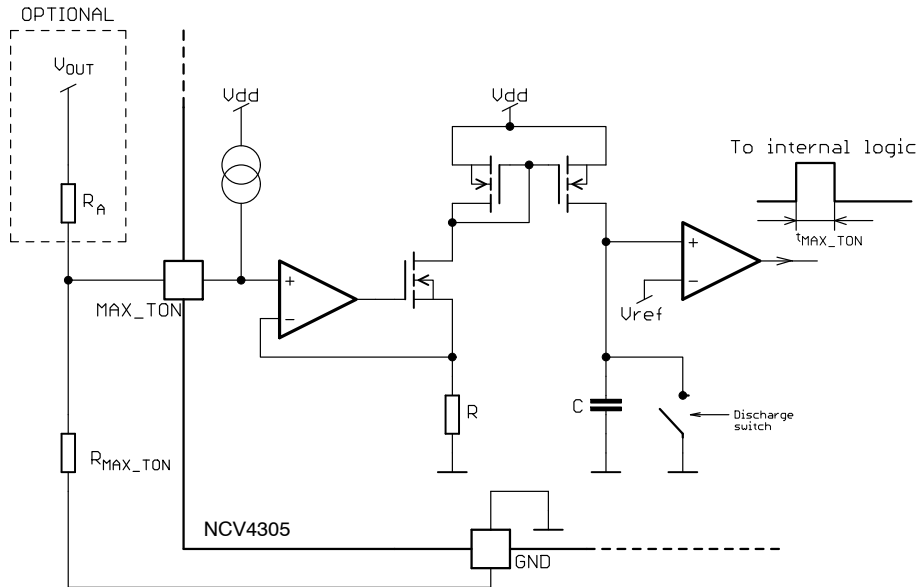 OPTIONAL
VOUT
RA
MAX_TON
RMAX_TON
Vdd
Vdd
To internal logic
tMAX_TON
+
−
+
−
Vref
R
C
Discharge
switch
NCV4305
GND